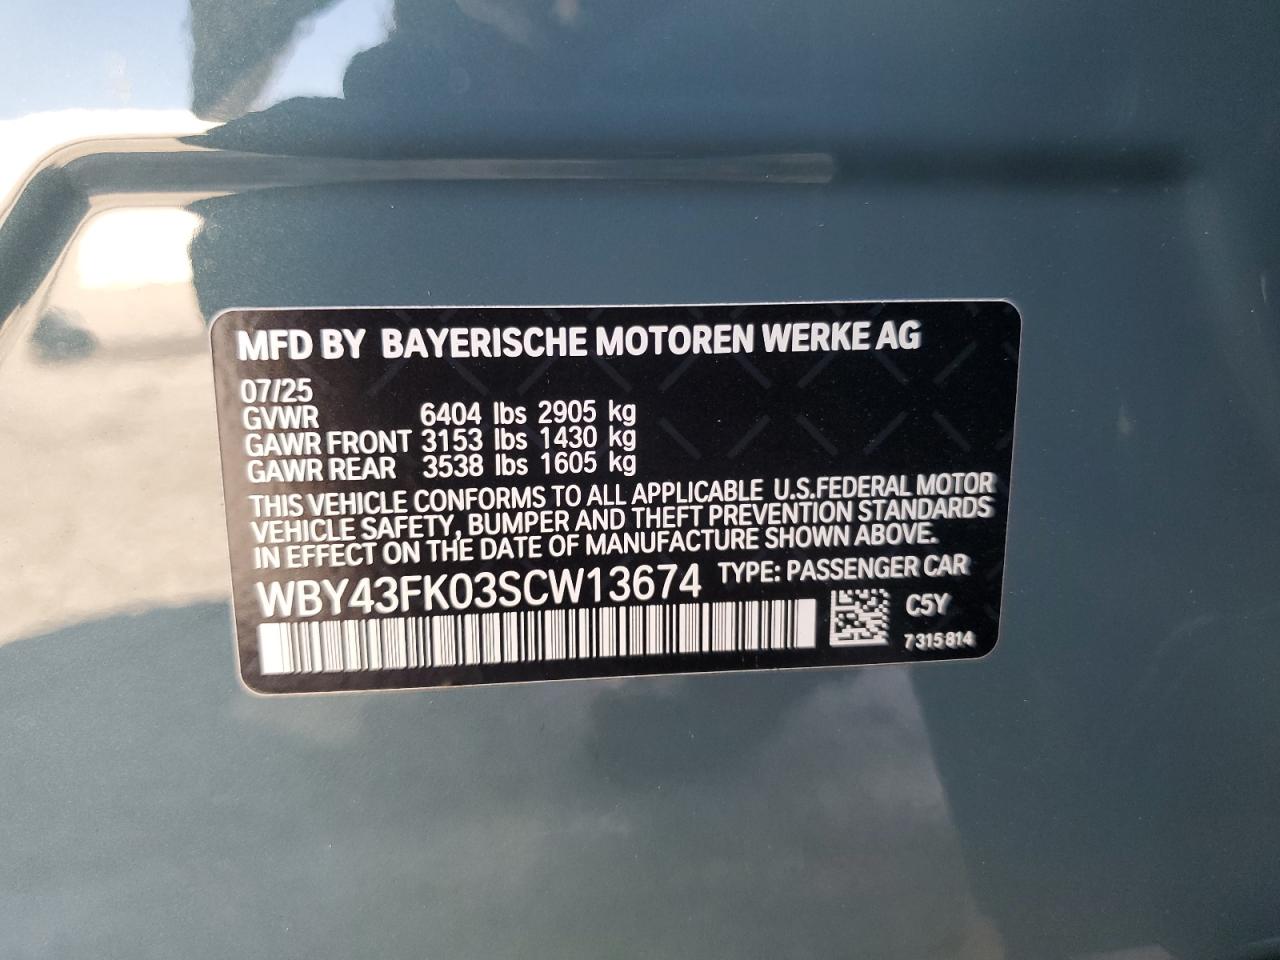 MFD BY BAYERISCHE MOTOREN WERKE AG
07/25
GVWR 6404 lbs 2905 kg
GAWR FRONT 3153 lbs 1430 kg
GAWR REAR 3538 lbs 1605 kg
THIS VEHICLE CONFORMS TO ALL APPLICABLE U.S.FEDERAL MOTOR
VEHICLE SAFETY, BUMPER AND THEFT PREVENTION STANDARDS
IN EFFECT ON THE DATE OF MANUFACTURE SHOWN ABOVE.
WBY43FK03SCW13674 TYPE: PASSENGER CAR
C5Y
7315814